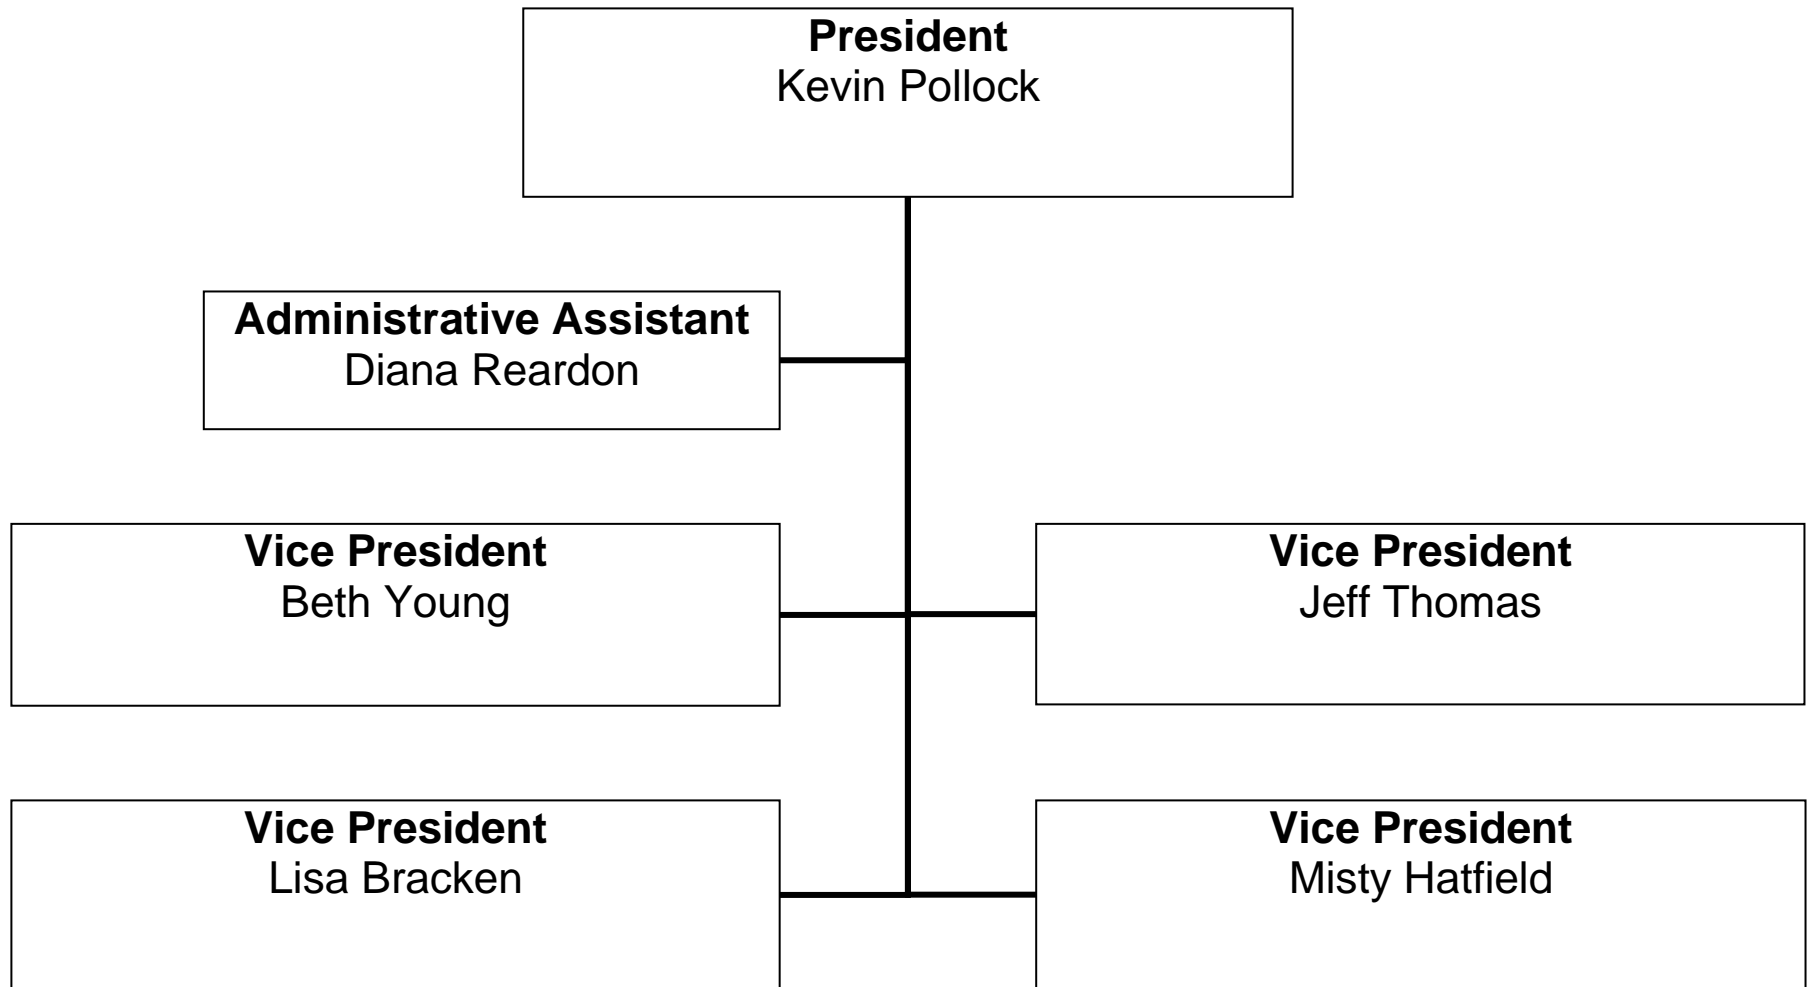 President
Kevin Pollock
Administrative Assistant
Diana Reardon
Vice President
Beth Young
Vice President
Jeff Thomas
Vice President
Lisa Bracken
Vice President
Misty Hatfield